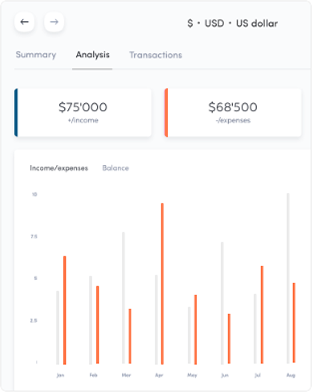 ← → $ • USD • US dollar
Summary Analysis Transactions
$75'000 $68'500
+/income -/expenses
Income/expenses Balance
10
7.5
5
2.5
Jan Feb Mar Apr May Jun Jul Aug